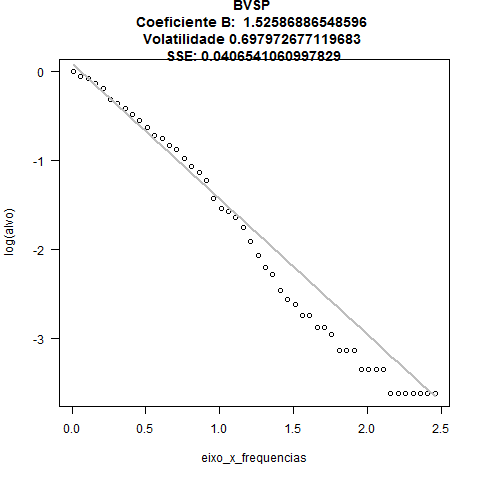 BVSP
Coeficiente B:  1.52586886548596
Volatilidade 0.697972677119683
SSE: 0.0406541060997829
log(alvo)
0
-1
-2
-3
0.0 0.5 1.0 1.5 2.0 2.5
eixo_x_frequencias